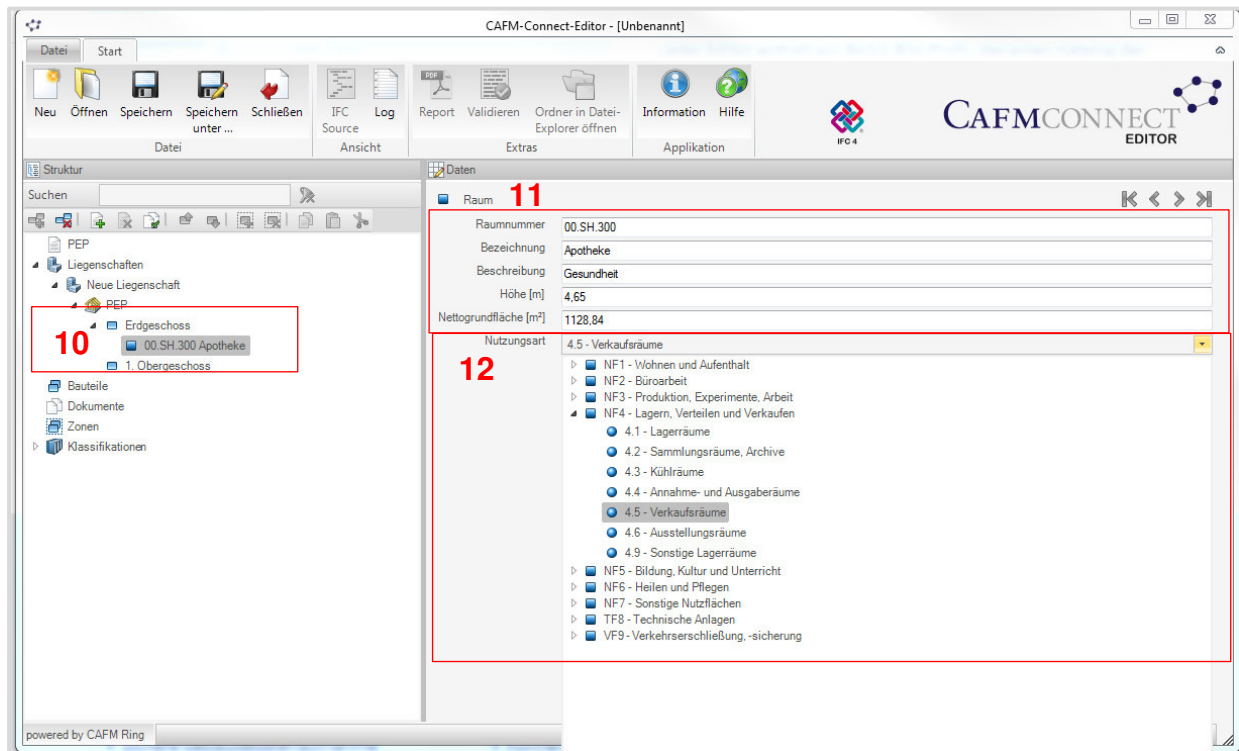 CAFM-Connect-Editor - [Unbenannt]
Datei Start
Neu Öffnen Speichern Speichern unter ... Schließen IFC Source Log Report Validieren Ordner in Datei-Explorer öffnen Information Hilfe
Datei Ansicht Extras Applikation
IFC 4
CAFMCONNECT
EDITOR
Struktur
Suchen
PEP
Liegenschaften
Neue Liegenschaft
PEP
Erdgeschoss
10
00.SH.300 Apotheke
1. Obergeschoss
Bauteile
Dokumente
Zonen
Klassifikationen
Daten
Raum 11
Raumnummer 00.SH.300
Bezeichnung Apotheke
Beschreibung Gesundheit
Höhe [m] 4,65
Nettogrundfläche [m²] 1128,84
Nutzungsart 4.5 - Verkaufsräume
12
NF1 - Wohnen und Aufenthalt
NF2 - Büroarbeit
NF3 - Produktion, Experimente, Arbeit
NF4 - Lagern, Verteilen und Verkaufen
4.1 - Lagerräume
4.2 - Sammlungsräume, Archive
4.3 - Kühlräume
4.4 - Annahme- und Ausgaberäume
4.5 - Verkaufsräume
4.6 - Ausstellungsräume
4.9 - Sonstige Lagerräume
NF5 - Bildung, Kultur und Unterricht
NF6 - Heilen und Pflegen
NF7 - Sonstige Nutzflächen
TF8 - Technische Anlagen
VF9 - Verkehrserschließung, -sicherung
powered by CAFM Ring